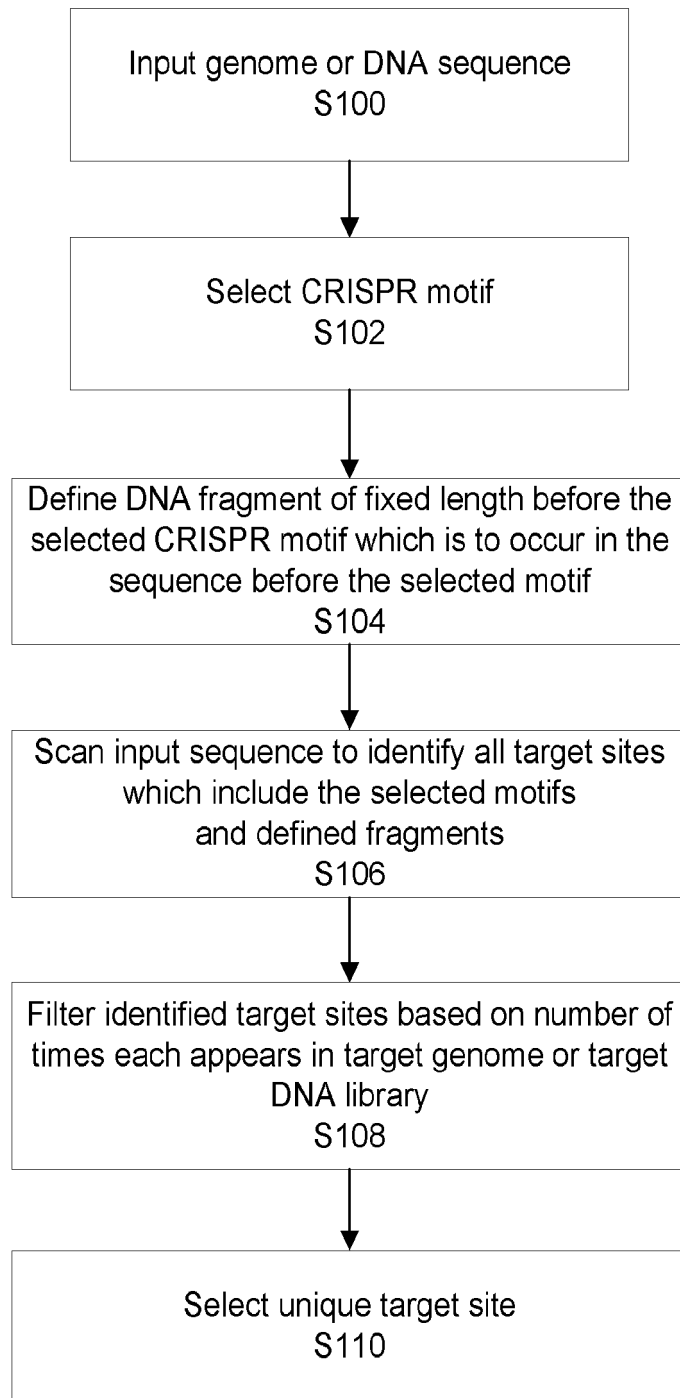 Input genome or DNA sequence
S100
Select CRISPR motif
S102
Define DNA fragment of fixed length before the
selected CRISPR motif which is to occur in the
sequence before the selected motif
S104
Scan input sequence to identify all target sites
which include the selected motifs
and defined fragments
S106
Filter identified target sites based on number of
times each appears in target genome or target
DNA library
S108
Select unique target site
S110